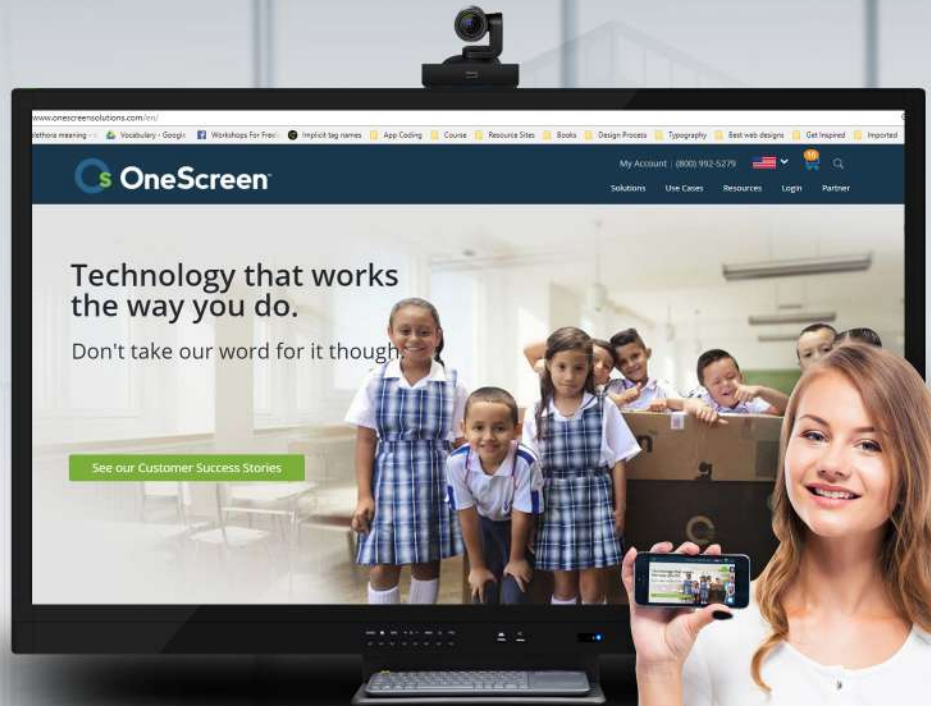 www.onescreensolutions.com/en/
plethora meaning - Vocabulary - Google Workshops For Free Implicit tag names App Coding Course Resource Sites Books Design Process Typography Best web designs Get Inspired Imported
My Account | (800) 992-5279
Cs OneScreen
Solutions Use Cases Resources Login Partner
Technology that works
the way you do.
Don't take our word for it though.
See our Customer Success Stories